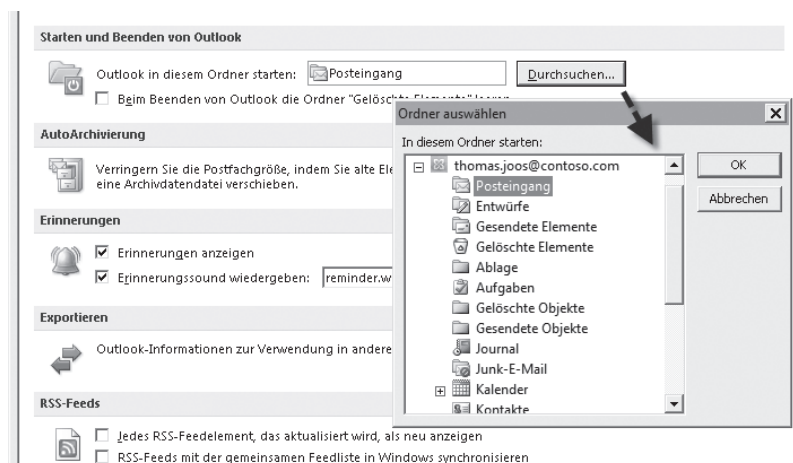 Starten und Beenden von Outlook
Outlook in diesem Ordner starten: Posteingang Durchsuchen...
Beim Beenden von Outlook die Ordner "Gelöschte Elemente" leeren
AutoArchivierung
Verringern Sie die Postfachgröße, indem Sie alte Ele
eine Archivdatendatei verschieben.
Erinnerungen
Erinnerungen anzeigen
Erinnerungssound wiedergeben: reminder.w
Exportieren
Outlook-Informationen zur Verwendung in andere
RSS-Feeds
Jedes RSS-Feedelement, das aktualisiert wird, als neu anzeigen
RSS-Feeds mit der gemeinsamen Feedliste in Windows synchronisieren
Ordner auswählen
In diesem Ordner starten:
thomas.joos@contoso.com
Posteingang
Entwürfe
Gesendete Elemente
Gelöschte Elemente
Ablage
Aufgaben
Gelöschte Objekte
Gesendete Objekte
Journal
Junk-E-Mail
Kalender
Kontakte
OK
Abbrechen